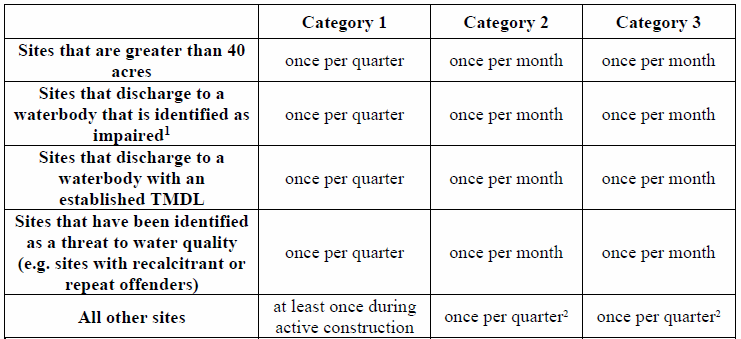 Category 1 Category 2 Category 3
Sites that are greater than 40
acres
once per quarter once per month once per month
Sites that discharge to a
waterbody that is identified as
impaired¹
once per quarter once per month once per month
Sites that discharge to a
waterbody with an
established TMDL
once per quarter once per month once per month
Sites that have been identified
as a threat to water quality
(e.g. sites with recalcitrant or
repeat offenders)
once per quarter once per month once per month
All other sites
at least once during
active construction
once per quarter² once per quarter²